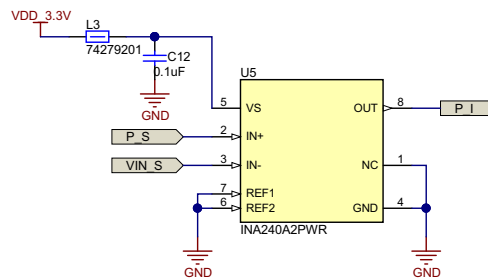 VDD_3.3V
L3
74279201
C12
0.1uF
GND
U5
5 VS OUT 8 P_I
P_S 2 IN+
VIN_S 3 IN- NC 1
7 REF1
6 REF2 GND 4
INA240A2PWR
GND GND